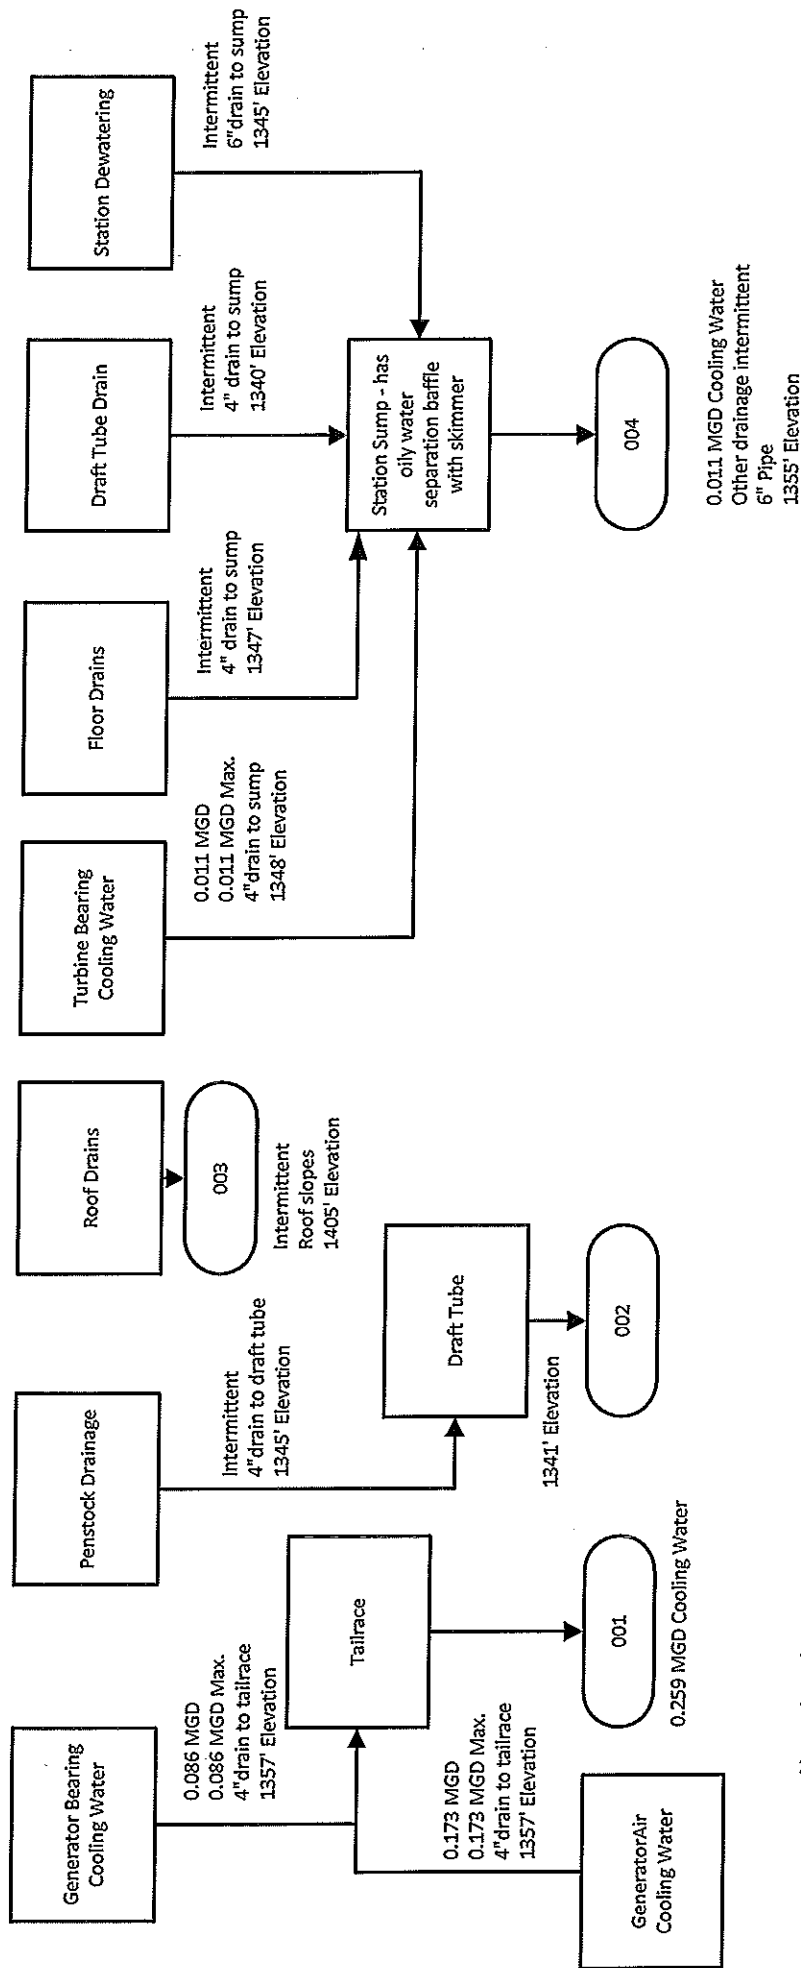 Generator Bearing
Cooling Water
0.086 MGD
0.086 MGD Max.
4"drain to tailrace
1357' Elevation
Tailrace
0.173 MGD
0.173 MGD Max.
4"drain to tailrace
1357' Elevation
GeneratorAir
Cooling Water
001
0.259 MGD Cooling Water
Penstock Drainage
Intermittent
4"drain to draft tube
1345' Elevation
Draft Tube
1341' Elevation
002
Roof Drains
003
Intermittent
Roof slopes
1405' Elevation
Turbine Bearing
Cooling Water
0.011 MGD
0.011 MGD Max.
4"drain to sump
1348' Elevation
Floor Drains
Intermittent
4" drain to sump
1347' Elevation
Draft Tube Drain
Intermittent
4" drain to sump
1340' Elevation
Station Dewatering
Intermittent
6"drain to sump
1345' Elevation
Station Sump - has
oily water
separation baffle
with skimmer
004
0.011 MGD Cooling Water
Other drainage intermittent
6" Pipe
1355' Elevation